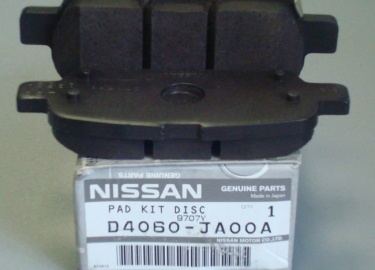 NISSAN
GENUINE PARTS
Made in Japan
PAD KIT DISC
1
9707Y
D4060-JA00A
NISSAN MOTOR CO.,LTD.